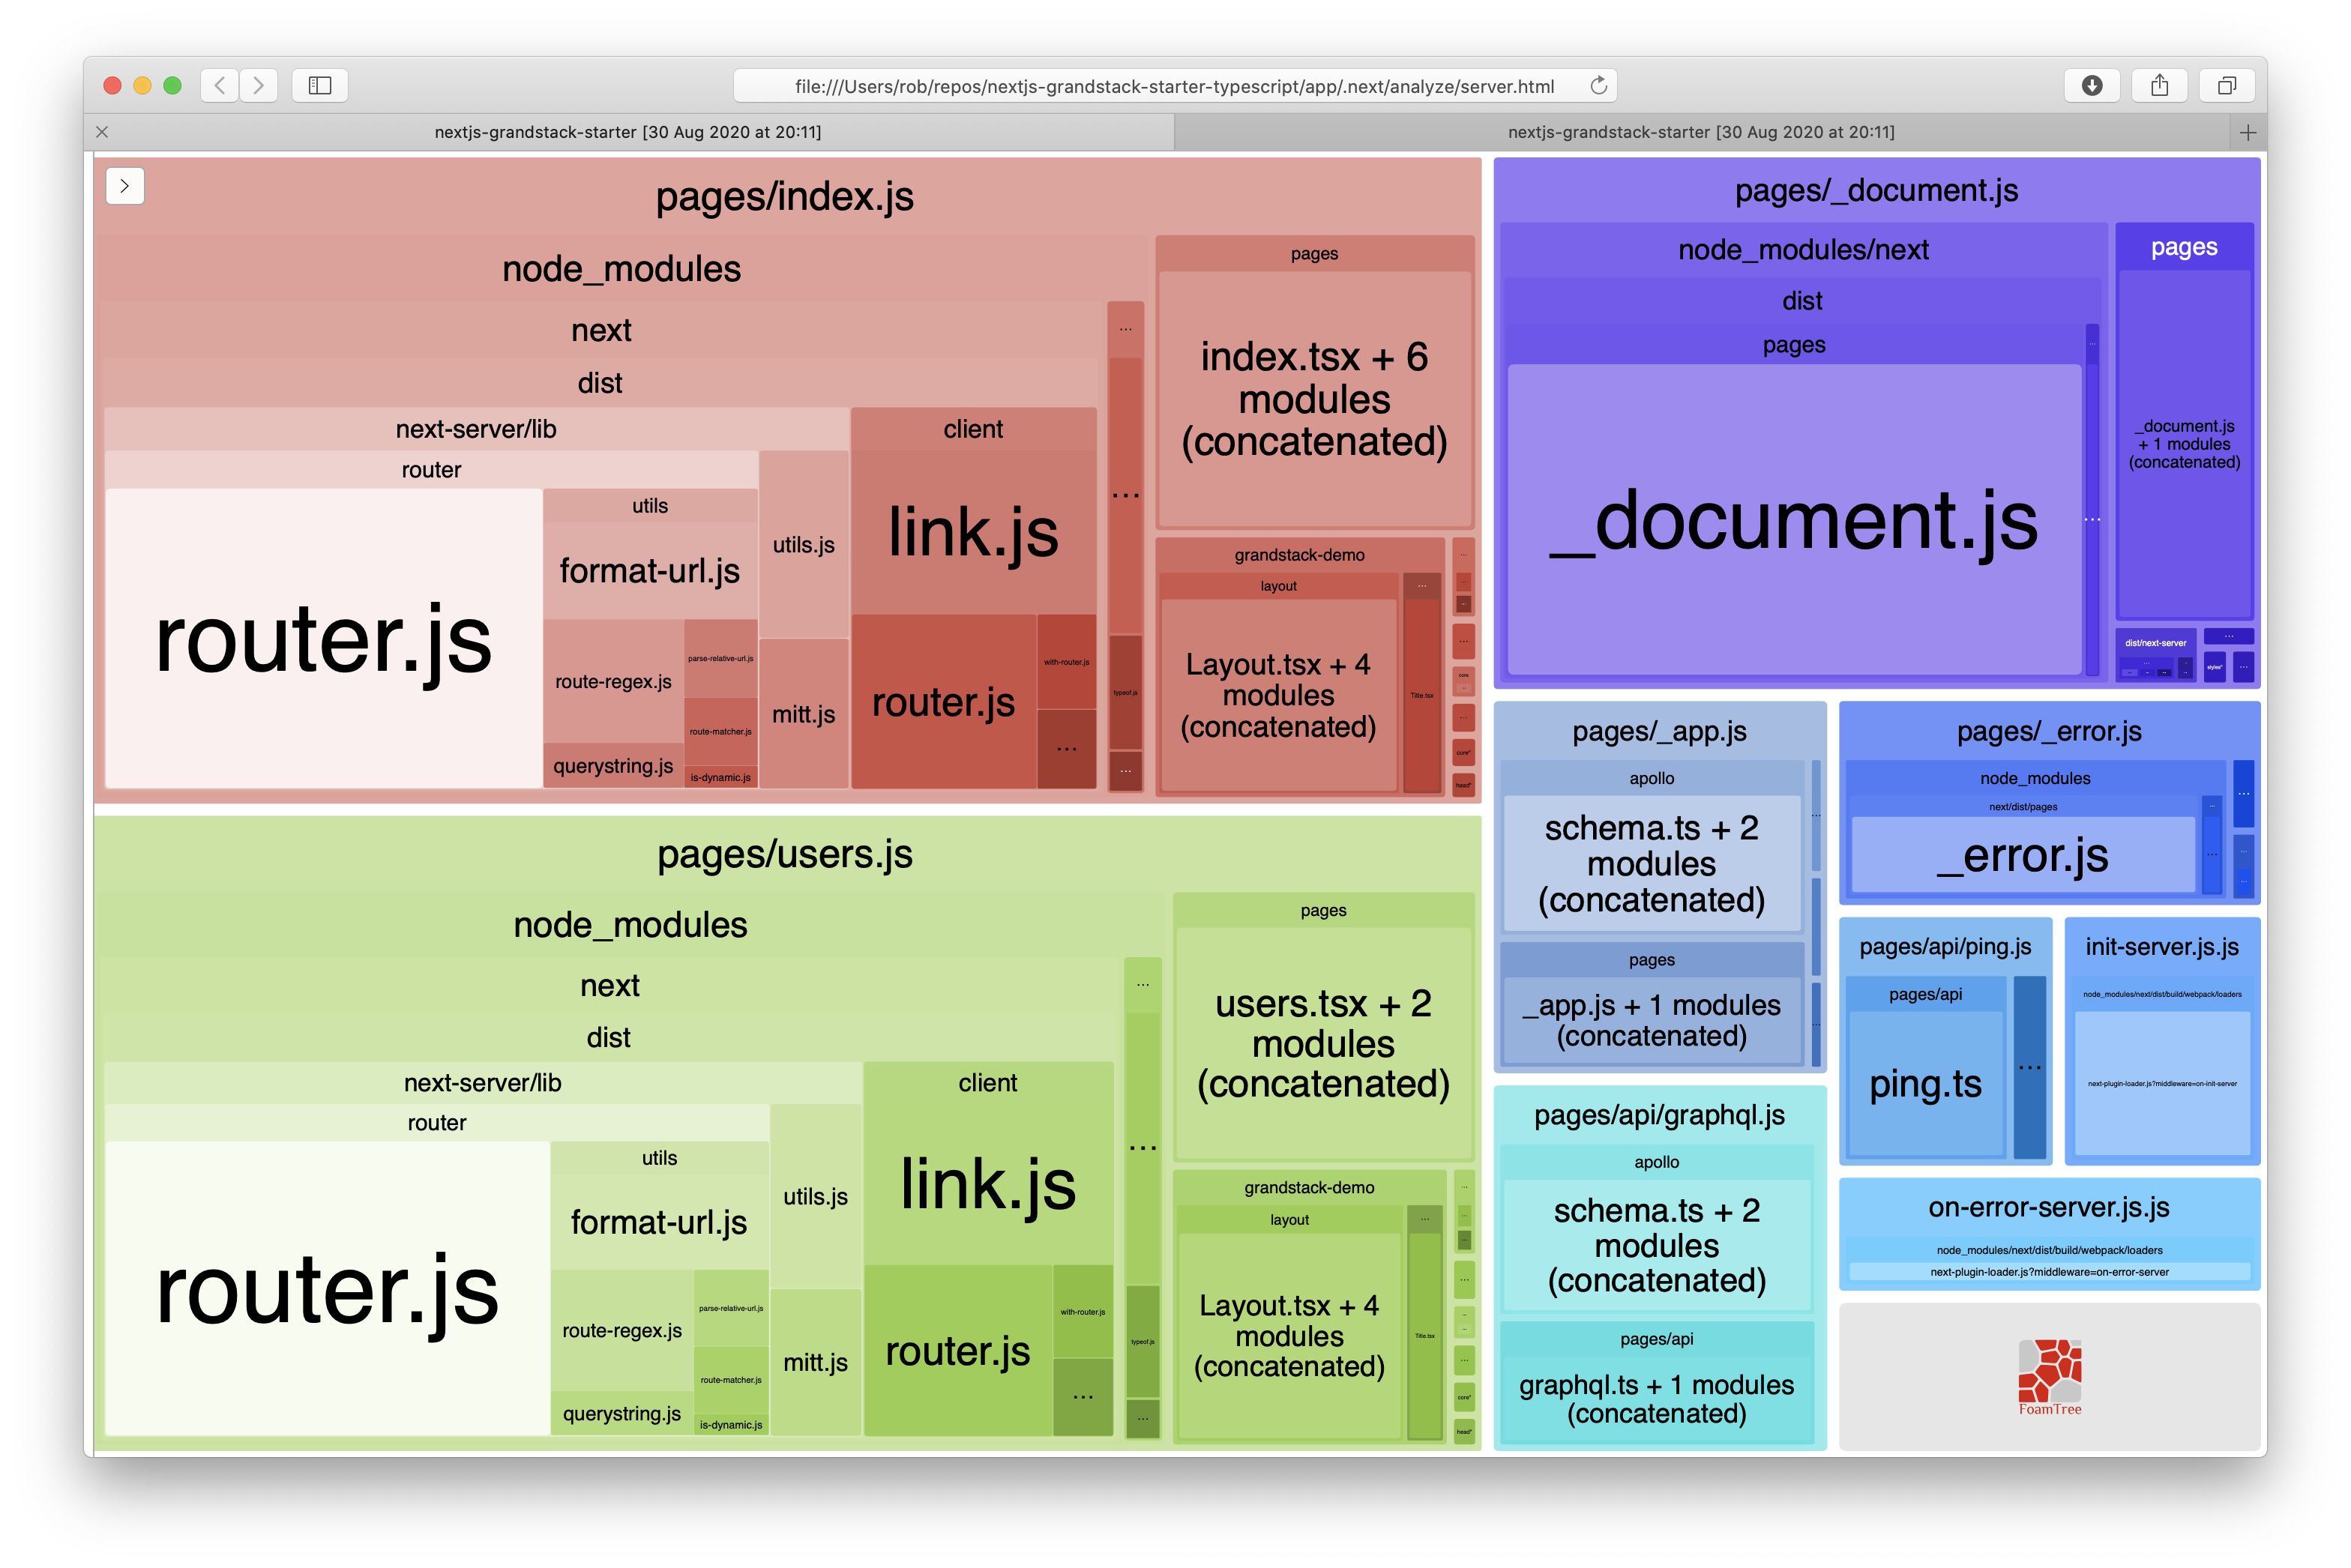 file:///Users/rob/repos/nextjs-grandstack-starter-typescript/app/.next/analyze/server.html
nextjs-grandstack-starter [30 Aug 2020 at 20:11]
nextjs-grandstack-starter [30 Aug 2020 at 20:11]
pages/index.js
node_modules
next
...
dist
next-server/lib
router
router.js
utils
format-url.js
route-regex.js
parse-relative-url.js
route-matcher.js
querystring.js
is-dynamic.js
utils.js
mitt.js
client
link.js
router.js
with-router.js
...
...
typeof.js
...
pages
index.tsx + 6
modules
(concatenated)
grandstack-demo
layout
Layout.tsx + 4
modules
(concatenated)
...
Title.tsx
...
...
core
...
core*
head*
pages/users.js
node_modules
next
...
dist
next-server/lib
router
router.js
utils
format-url.js
route-regex.js
parse-relative-url.js
route-matcher.js
querystring.js
is-dynamic.js
utils.js
mitt.js
client
link.js
router.js
with-router.js
...
...
typeof.js
...
pages
users.tsx + 2
modules
(concatenated)
grandstack-demo
layout
Layout.tsx + 4
modules
(concatenated)
...
Title.tsx
...
...
...
core*
head*
pages/_document.js
node_modules/next
dist
pages
_document.js
...
...
pages
_document.js
+ 1 modules
(concatenated)
dist/next-server
...
...
styles*
...
pages/_app.js
apollo
schema.ts + 2
modules
(concatenated)
pages
_app.js + 1 modules
(concatenated)
...
...
pages/_error.js
node_modules
next/dist/pages
_error.js
...
...
...
pages/api/ping.js
pages/api
ping.ts
...
init-server.js.js
node_modules/next/dist/build/webpack/loaders
next-plugin-loader.js?middleware=on-init-server
pages/api/graphql.js
apollo
schema.ts + 2
modules
(concatenated)
pages/api
graphql.ts + 1 modules
(concatenated)
on-error-server.js.js
node_modules/next/dist/build/webpack/loaders
next-plugin-loader.js?middleware=on-error-server
FoamTree